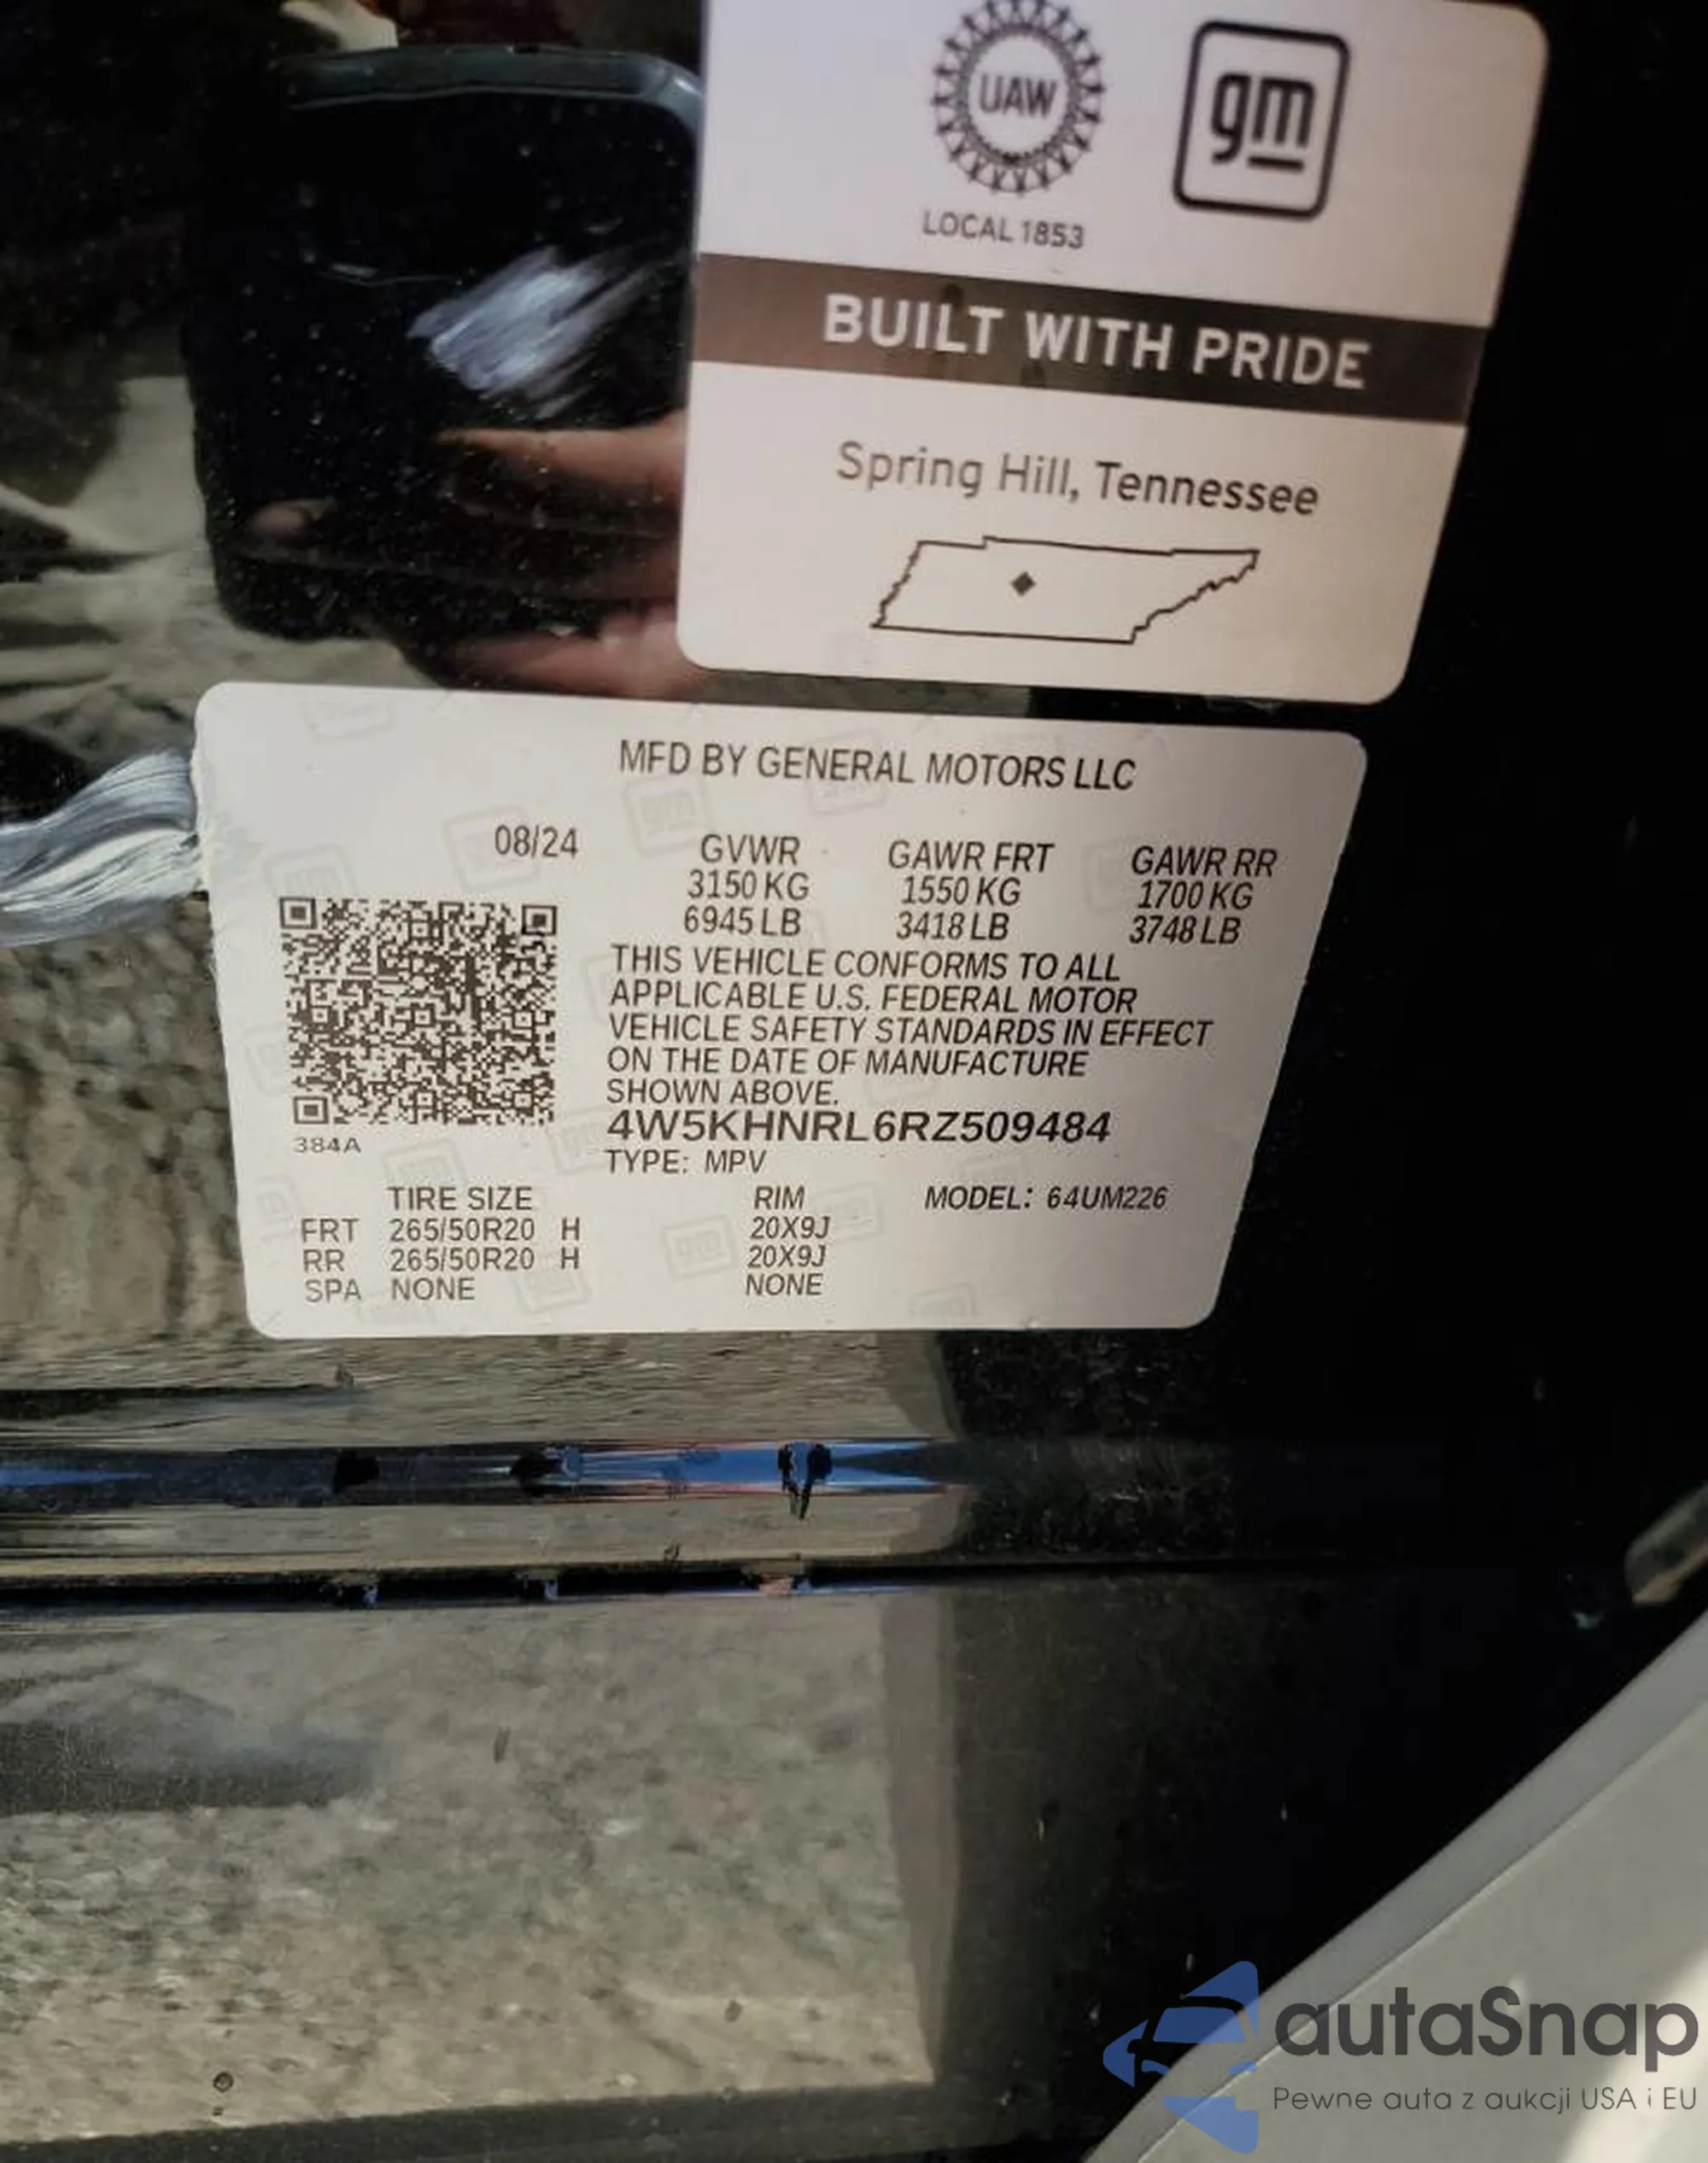 UAW
gm
LOCAL 1853
BUILT WITH PRIDE
Spring Hill, Tennessee
MFD BY GENERAL MOTORS LLC
08/24 GVWR GAWR FRT GAWR RR
3150 KG 1550 KG 1700 KG
6945 LB 3418 LB 3748 LB
THIS VEHICLE CONFORMS TO ALL
APPLICABLE U.S. FEDERAL MOTOR
VEHICLE SAFETY STANDARDS IN EFFECT
ON THE DATE OF MANUFACTURE
SHOWN ABOVE.
4W5KHNRL6RZ509484
384A
TYPE: MPV
TIRE SIZE RIM MODEL: 64UM226
FRT 265/50R20 H 20X9J
RR 265/50R20 H 20X9J
SPA NONE NONE
autaSnap
Pewne auta z aukcji USA i EU